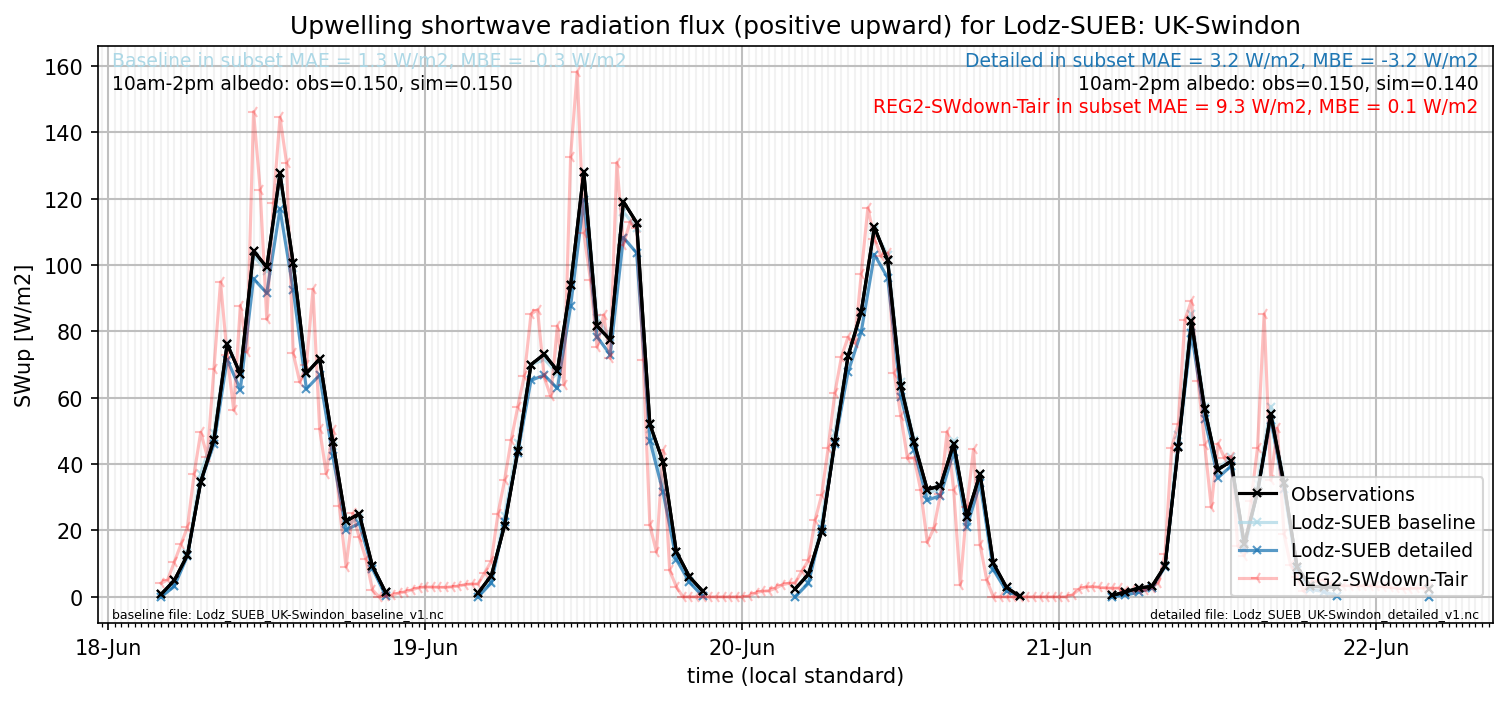 Upwelling shortwave radiation flux (positive upward) for Lodz-SUEB: UK-Swindon
Baseline in subset MAE = 1.3 W/m2, MBE = -0.3 W/m2
10am-2pm albedo: obs=0.150, sim=0.150
Detailed in subset MAE = 3.2 W/m2, MBE = -3.2 W/m2
10am-2pm albedo: obs=0.150, sim=0.140
REG2-SWdown-Tair in subset MAE = 9.3 W/m2, MBE = 0.1 W/m2
SWup [W/m2]
160
140
120
100
80
60
40
20
0
Observations
Lodz-SUEB baseline
Lodz-SUEB detailed
REG2-SWdown-Tair
baseline file: Lodz_SUEB_UK-Swindon_baseline_v1.nc
detailed file: Lodz_SUEB_UK-Swindon_detailed_v1.nc
18-Jun 19-Jun 20-Jun 21-Jun 22-Jun
time (local standard)